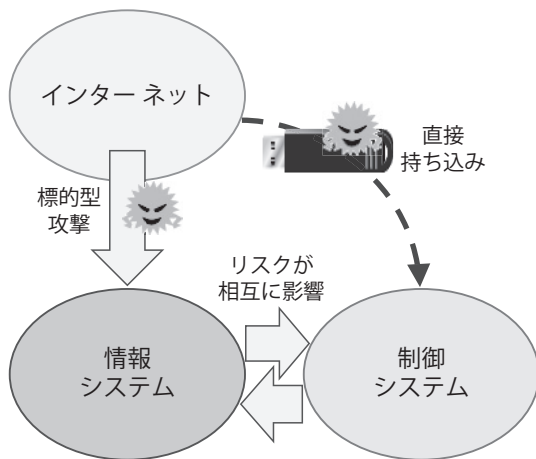 インターネット
直接
持ち込み
標的型
攻撃
リスクが
相互に影響
情報
システム
制御
システム